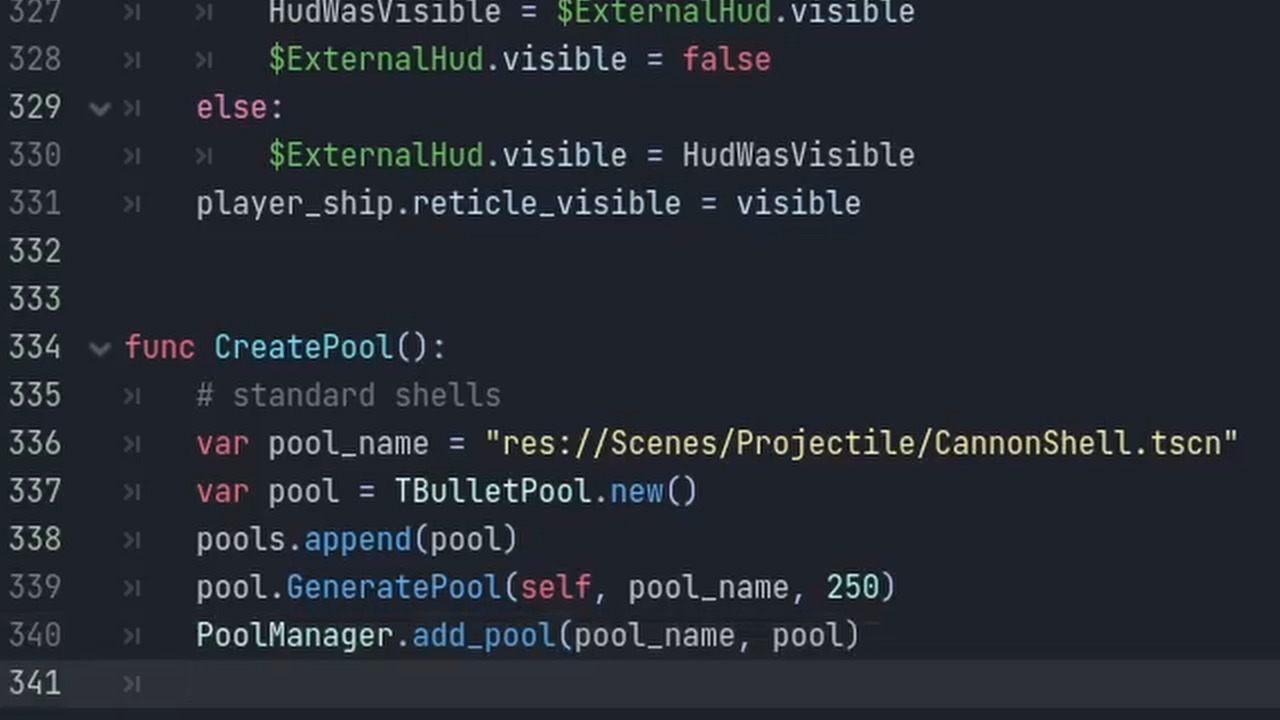 327 HudWasVisible = $ExternalHud.visible
328 $ExternalHud.visible = false
329 else:
330 $ExternalHud.visible = HudWasVisible
331 player_ship.reticle_visible = visible
332
333
334 func CreatePool():
335 # standard shells
336 var pool_name = "res://Scenes/Projectile/CannonShell.tscn"
337 var pool = TBulletPool.new()
338 pools.append(pool)
339 pool.GeneratePool(self, pool_name, 250)
340 PoolManager.add_pool(pool_name, pool)
341